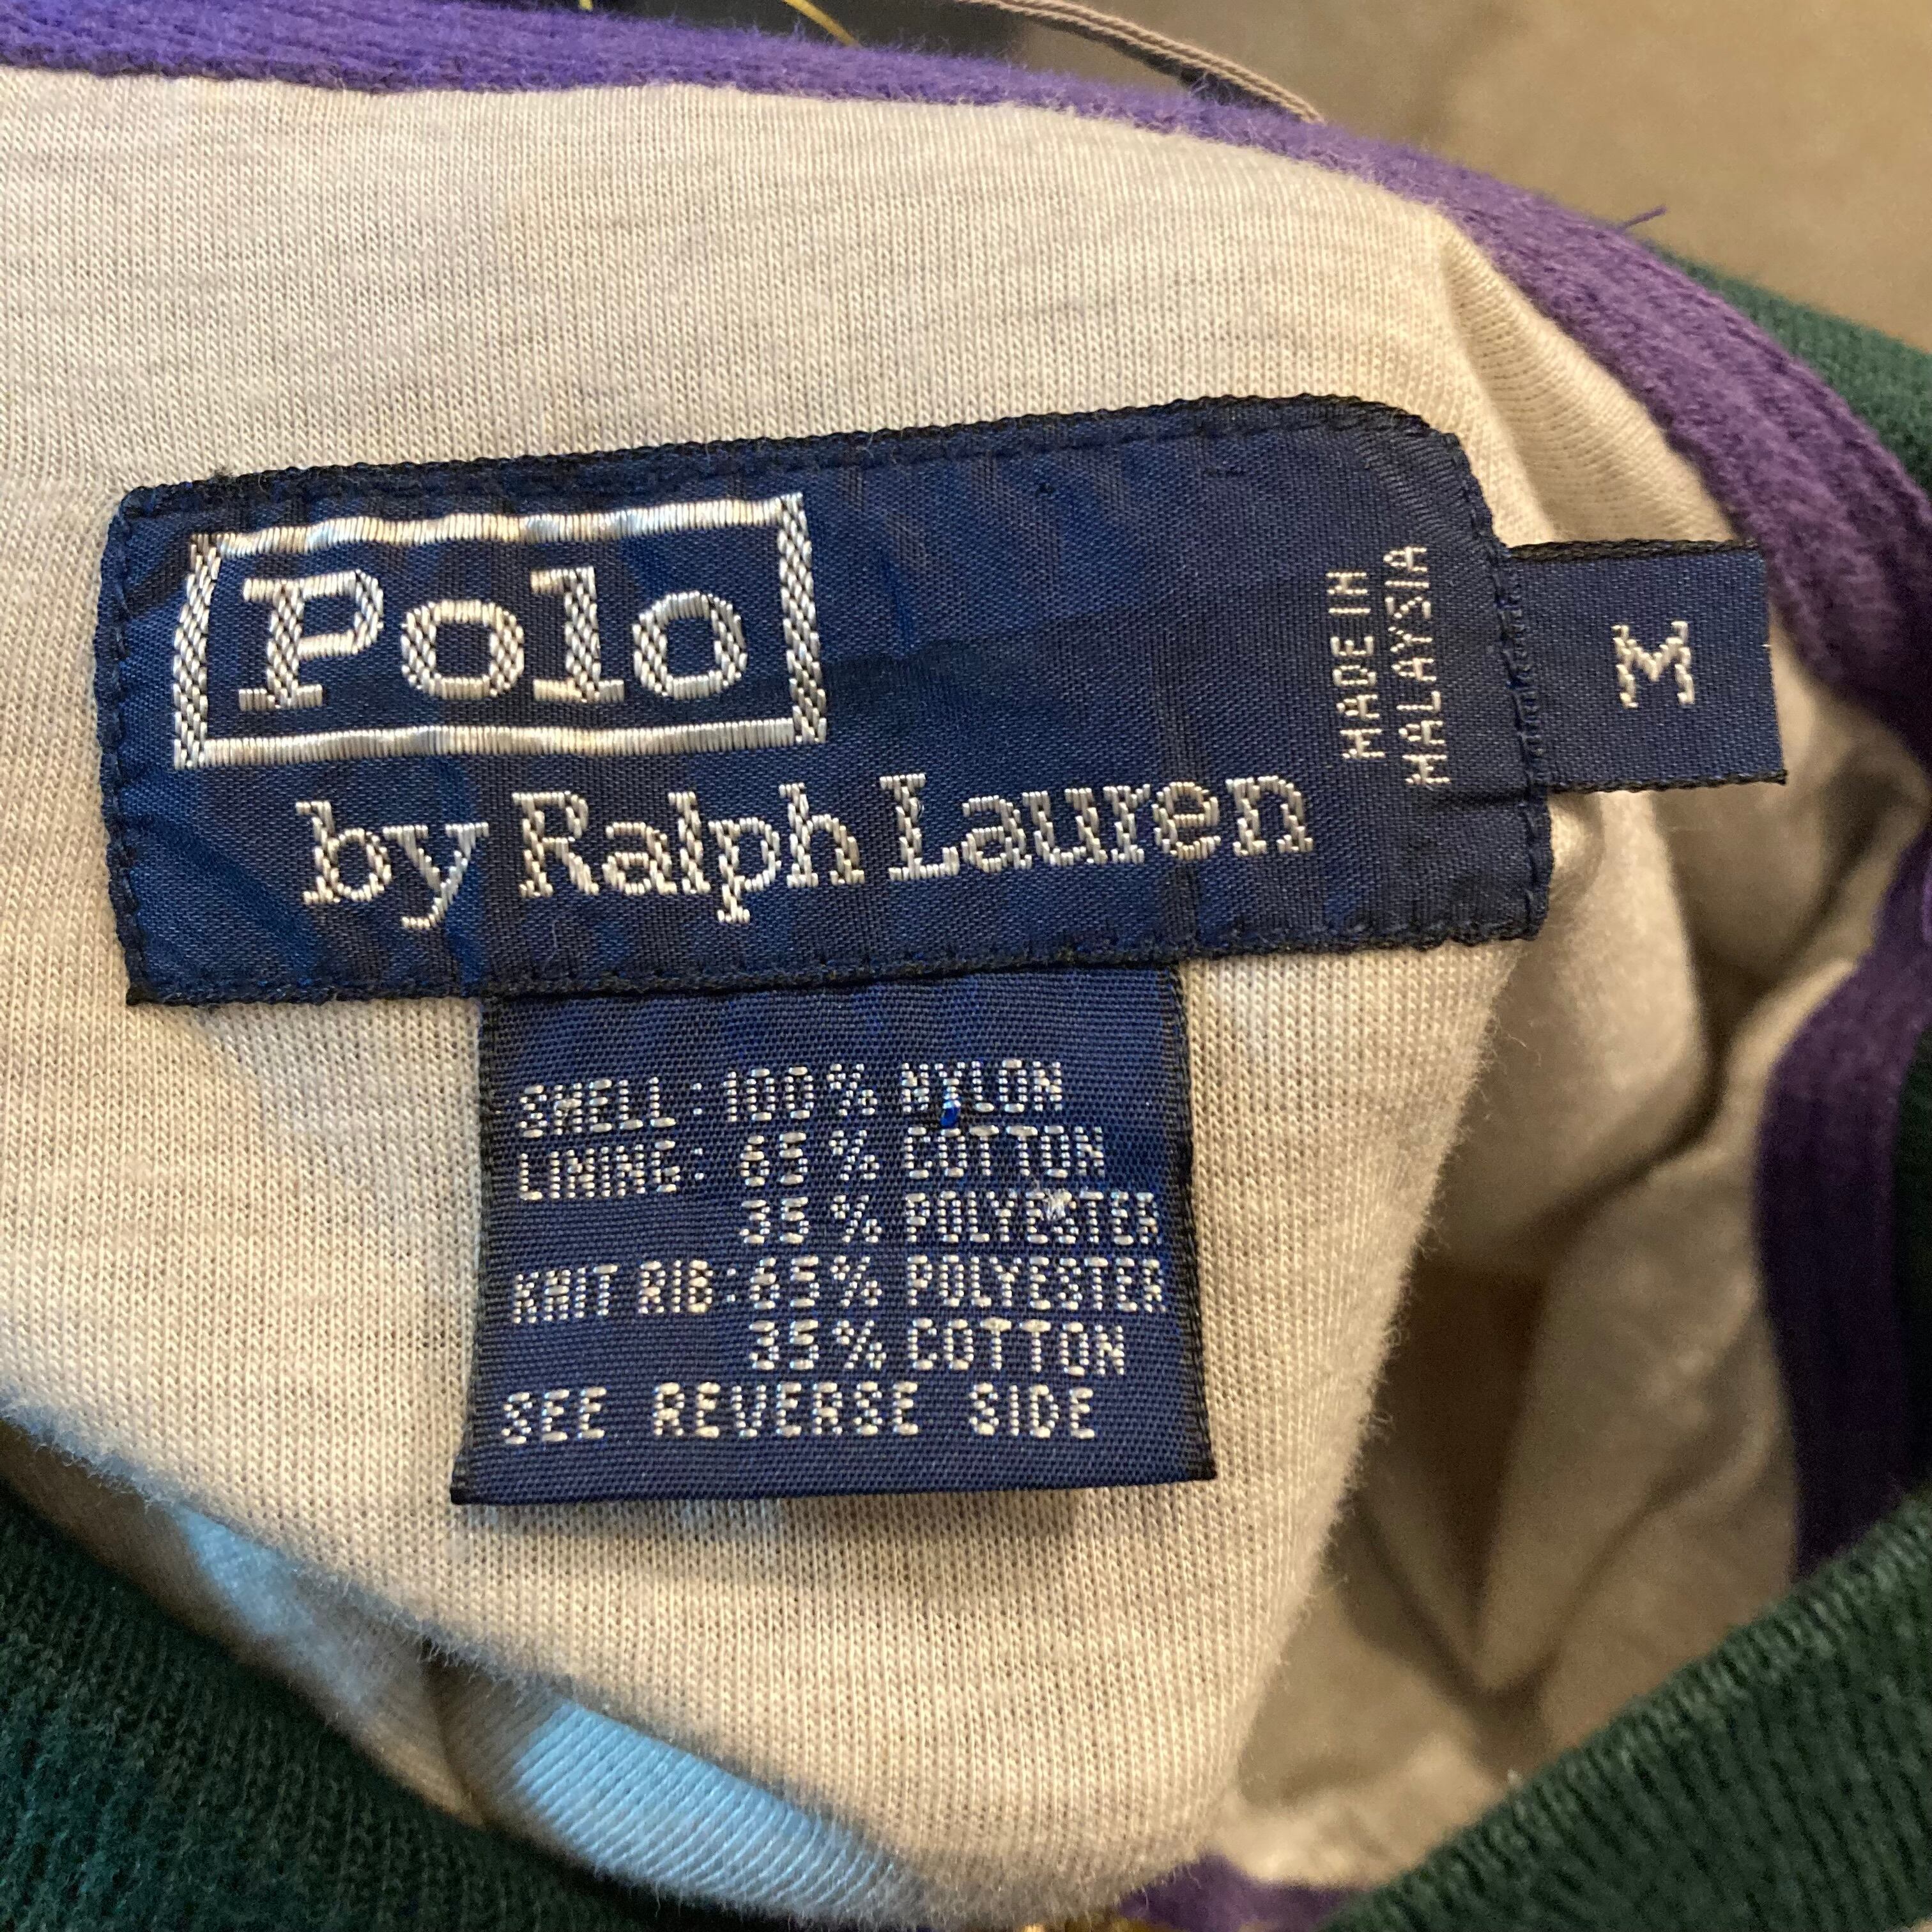 Polo
by Ralph Lauren
MADE IN
MALAYSIA
M
SHELL: 100% NYLON
LINING: 65% COTTON
35% POLYESTER
KNIT RIB: 65% POLYESTER
35% COTTON
SEE REVERSE SIDE